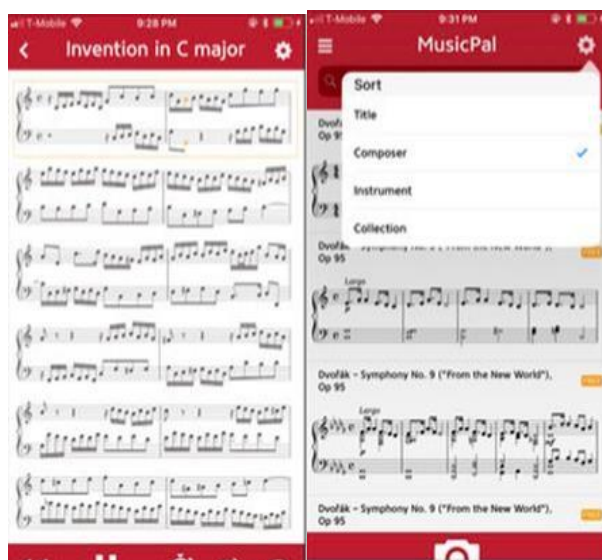 T-Mobile 9:28 PM
Invention in C major
T-Mobile 9:31 PM
MusicPal
Sort
Title
Composer
Instrument
Collection
Op 95
Largo
Dvořák - Symphony No. 9 ("From the New World"),
Op 95
Largo
Dvořák - Symphony No. 9 ("From the New World"),
Op 95